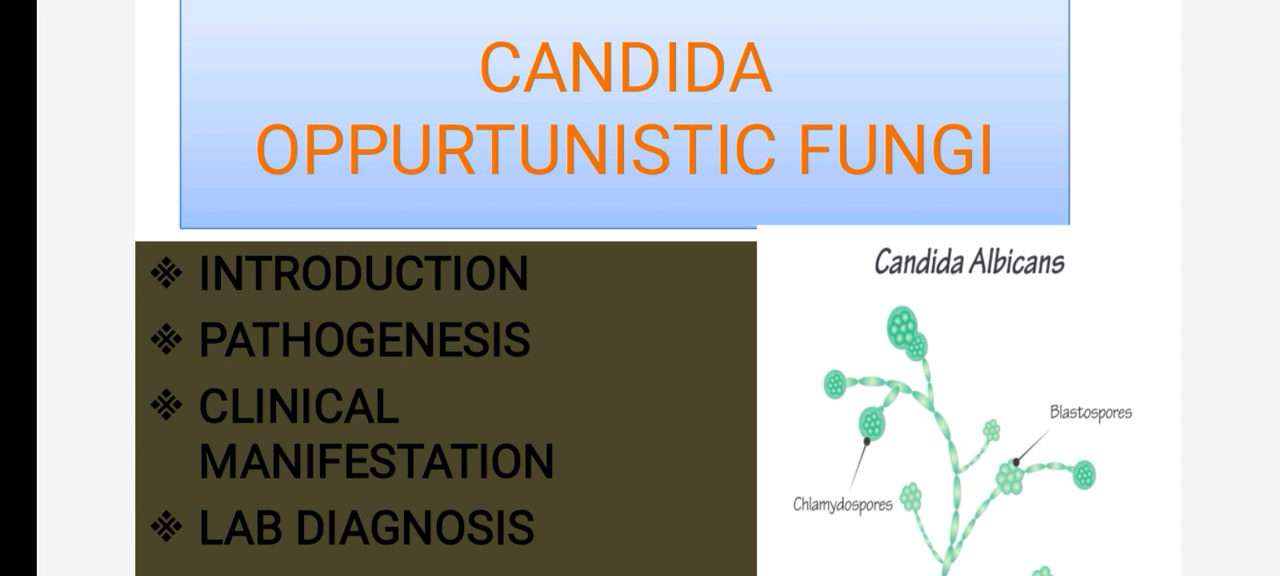 CANDIDA
OPPURTUNISTIC FUNGI
❖ INTRODUCTION
❖ PATHOGENESIS
❖ CLINICAL
MANIFESTATION
❖ LAB DIAGNOSIS
Candida Albicans
Blastospores
Chlamydospores